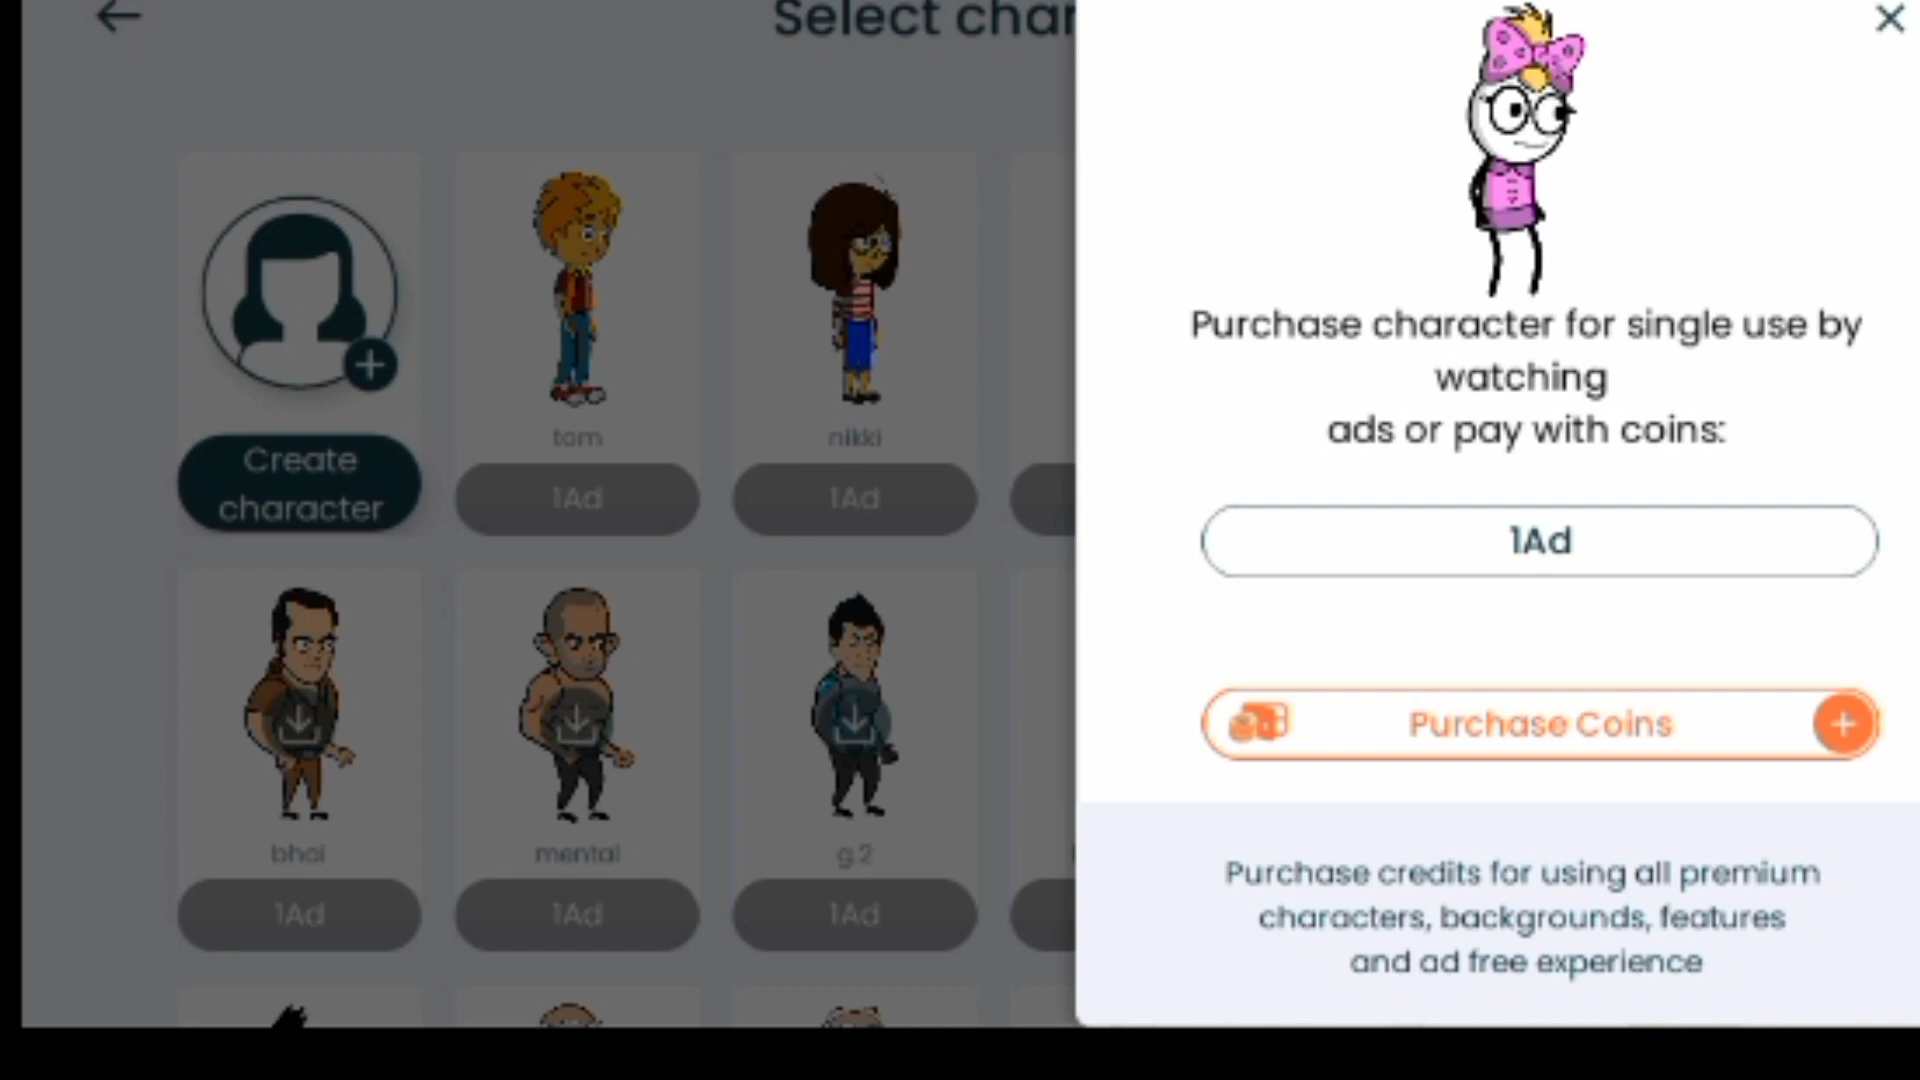 Select char
Create
character
tom
1Ad
nikki
1Ad
bhai
1Ad
mental
1Ad
g.2
1Ad
Purchase character for single use by
watching
ads or pay with coins:
1Ad
Purchase Coins
Purchase credits for using all premium
characters, backgrounds, features
and ad free experience